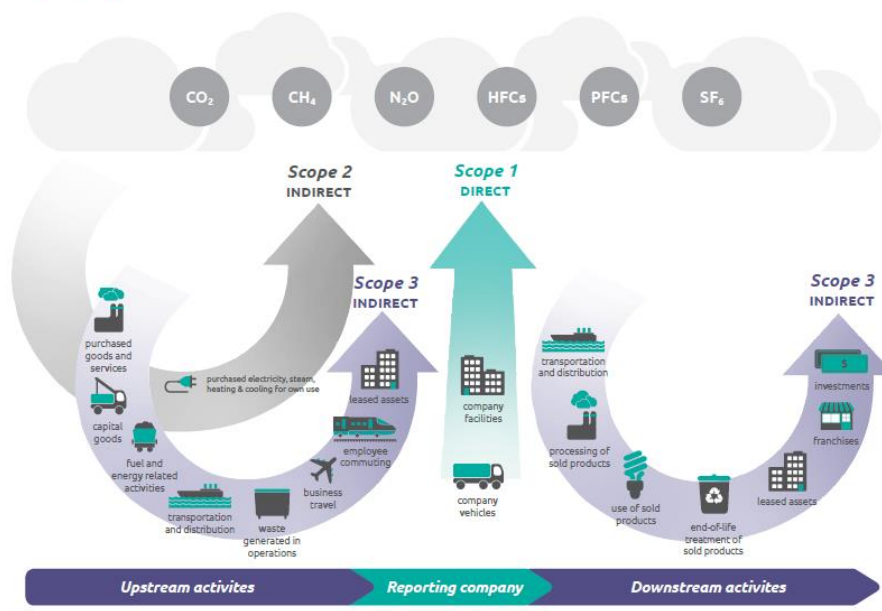 CO₂
CH₄
N₂O
HFCs
PFCs
SF₆
Scope 2
INDIRECT
Scope 1
DIRECT
Scope 3
INDIRECT
Scope 3
INDIRECT
purchased
goods and
services
capital
goods
fuel and
energy related
activities
purchased electricity, steam,
heating & cooling for own use
transportation
and distribution
waste
generated in
operations
business
travel
employee
commuting
leased assets
company
facilities
company
vehicles
transportation
and distribution
processing of
sold products
use of sold
products
end-of-life
treatment of
sold products
leased assets
franchises
$
investments
Upstream activites
Reporting company
Downstream activites